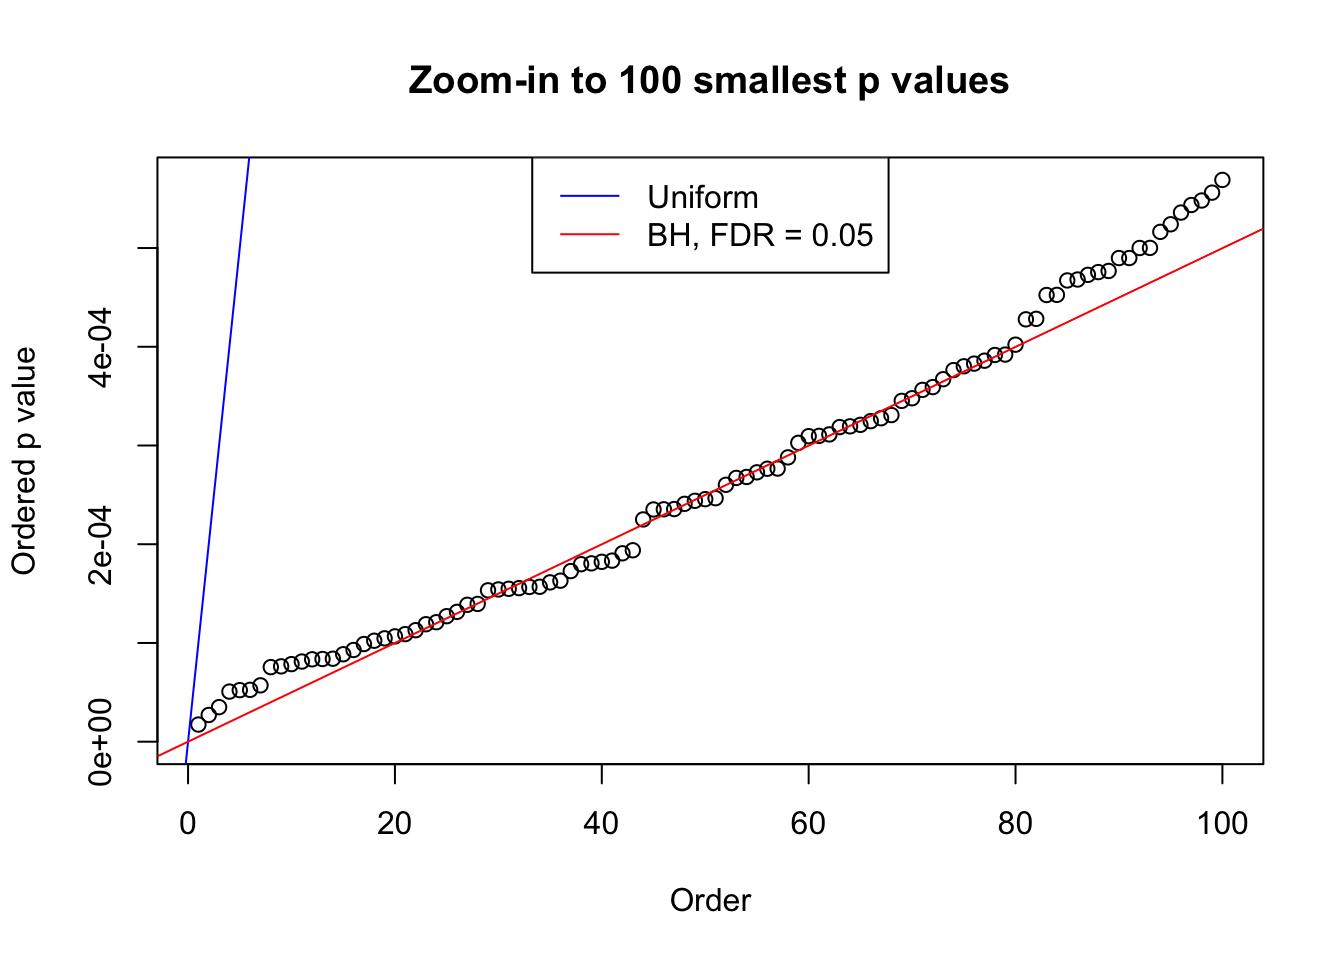 Zoom-in to 100 smallest p values
Uniform
BH, FDR = 0.05
Ordered p value
4e-04
2e-04
0e+00
0 20 40 60 80 100
Order